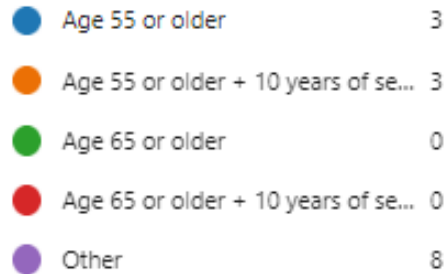 Age 55 or older 3
Age 55 or older + 10 years of se... 3
Age 65 or older 0
Age 65 or older + 10 years of se... 0
Other 8